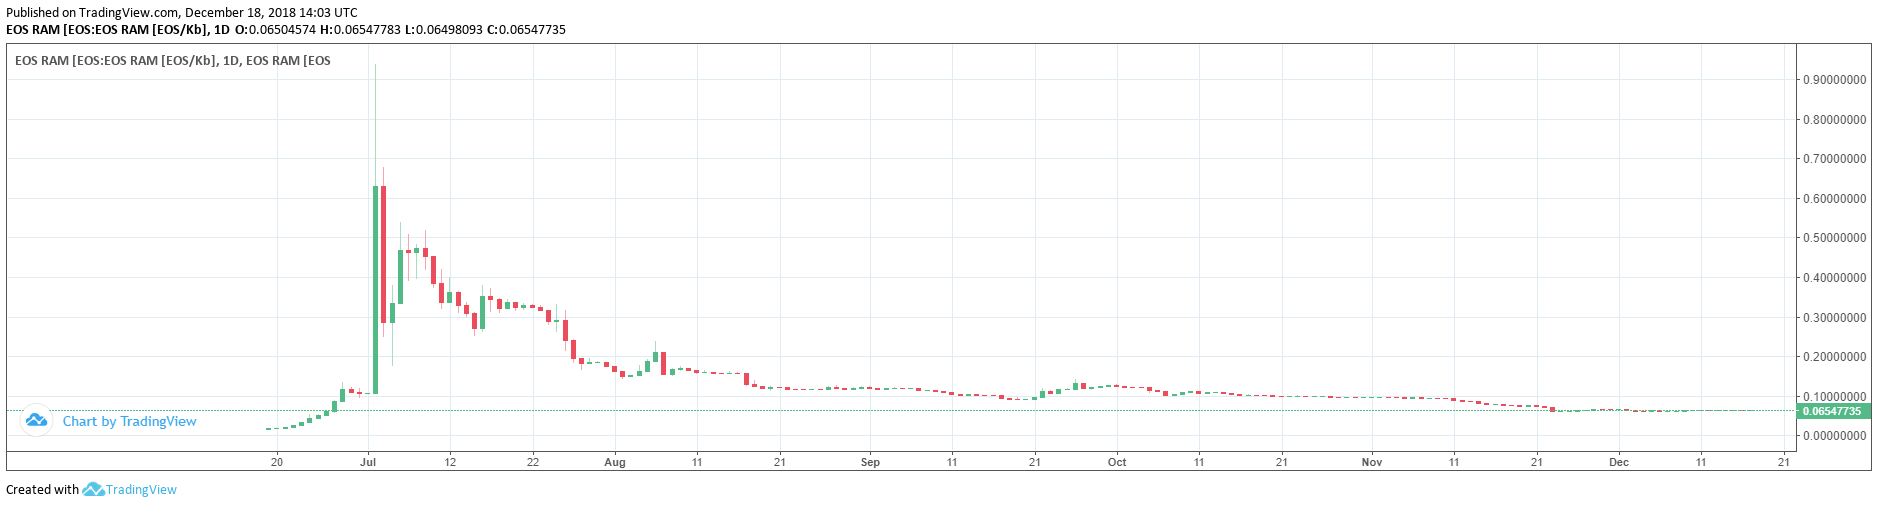 Published on TradingView.com, December 18, 2018 14:03 UTC
EOS RAM [EOS:EOS RAM [EOS/Kb], 1D O:0.06504574 H:0.06547783 L:0.06498093 C:0.06547735
EOS RAM [EOS:EOS RAM [EOS/Kb], 1D, EOS RAM [EOS
0.90000000
0.80000000
0.70000000
0.60000000
0.50000000
0.40000000
0.30000000
0.20000000
0.10000000
0.06547735
0.00000000
Chart by TradingView
20 Jul 12 22 Aug 11 21 Sep 11 21 Oct 11 21 Nov 11 21 Dec 11 21
Created with TradingView